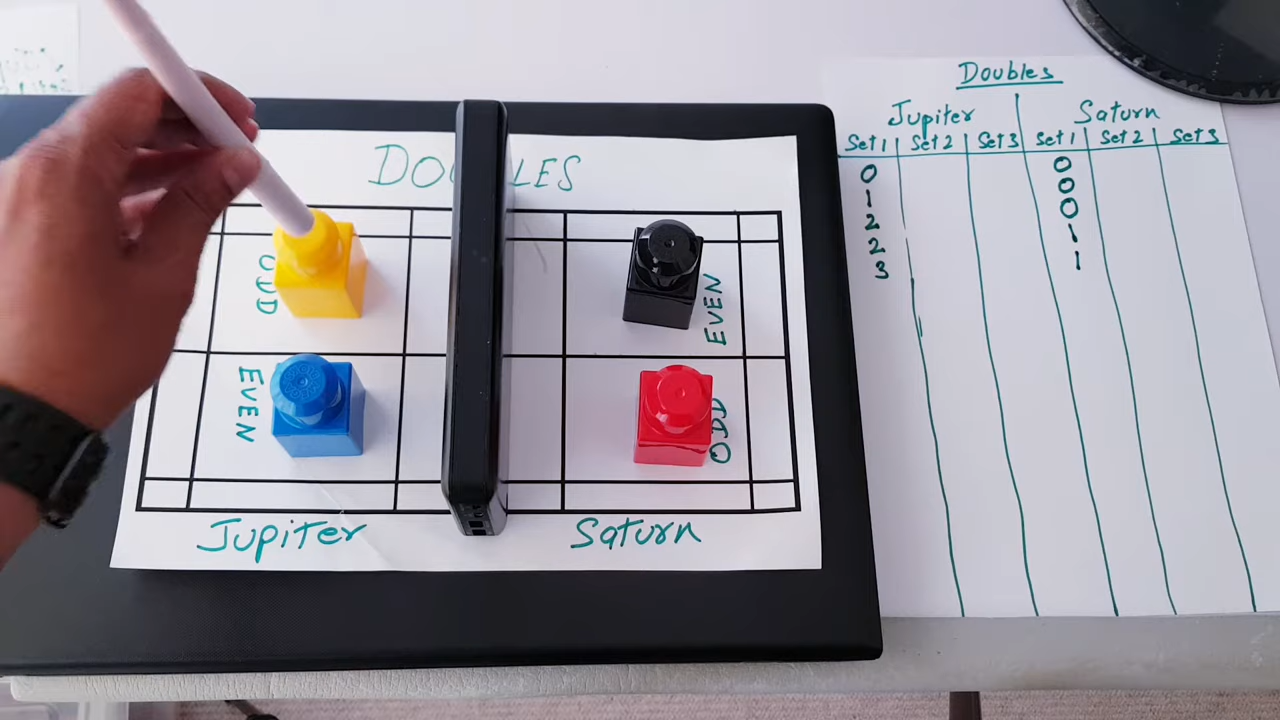 DO LES
ODD
EVEN
EVEN
ODD
Jupiter
Saturn
Doubles
Jupiter Saturn
Set 1 Set 2 Set 3 Set 1 Set 2 Set 3
0 0
1 0
2 0
2 1
3 1